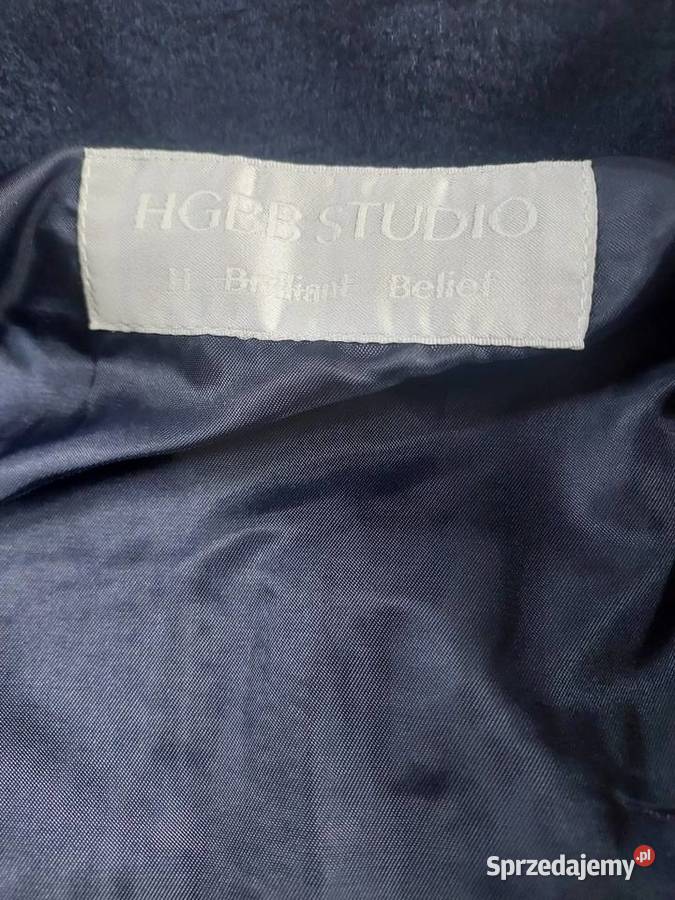 HGBB STUDIO
H Brilliant Belief
Sprzedajemy.pl